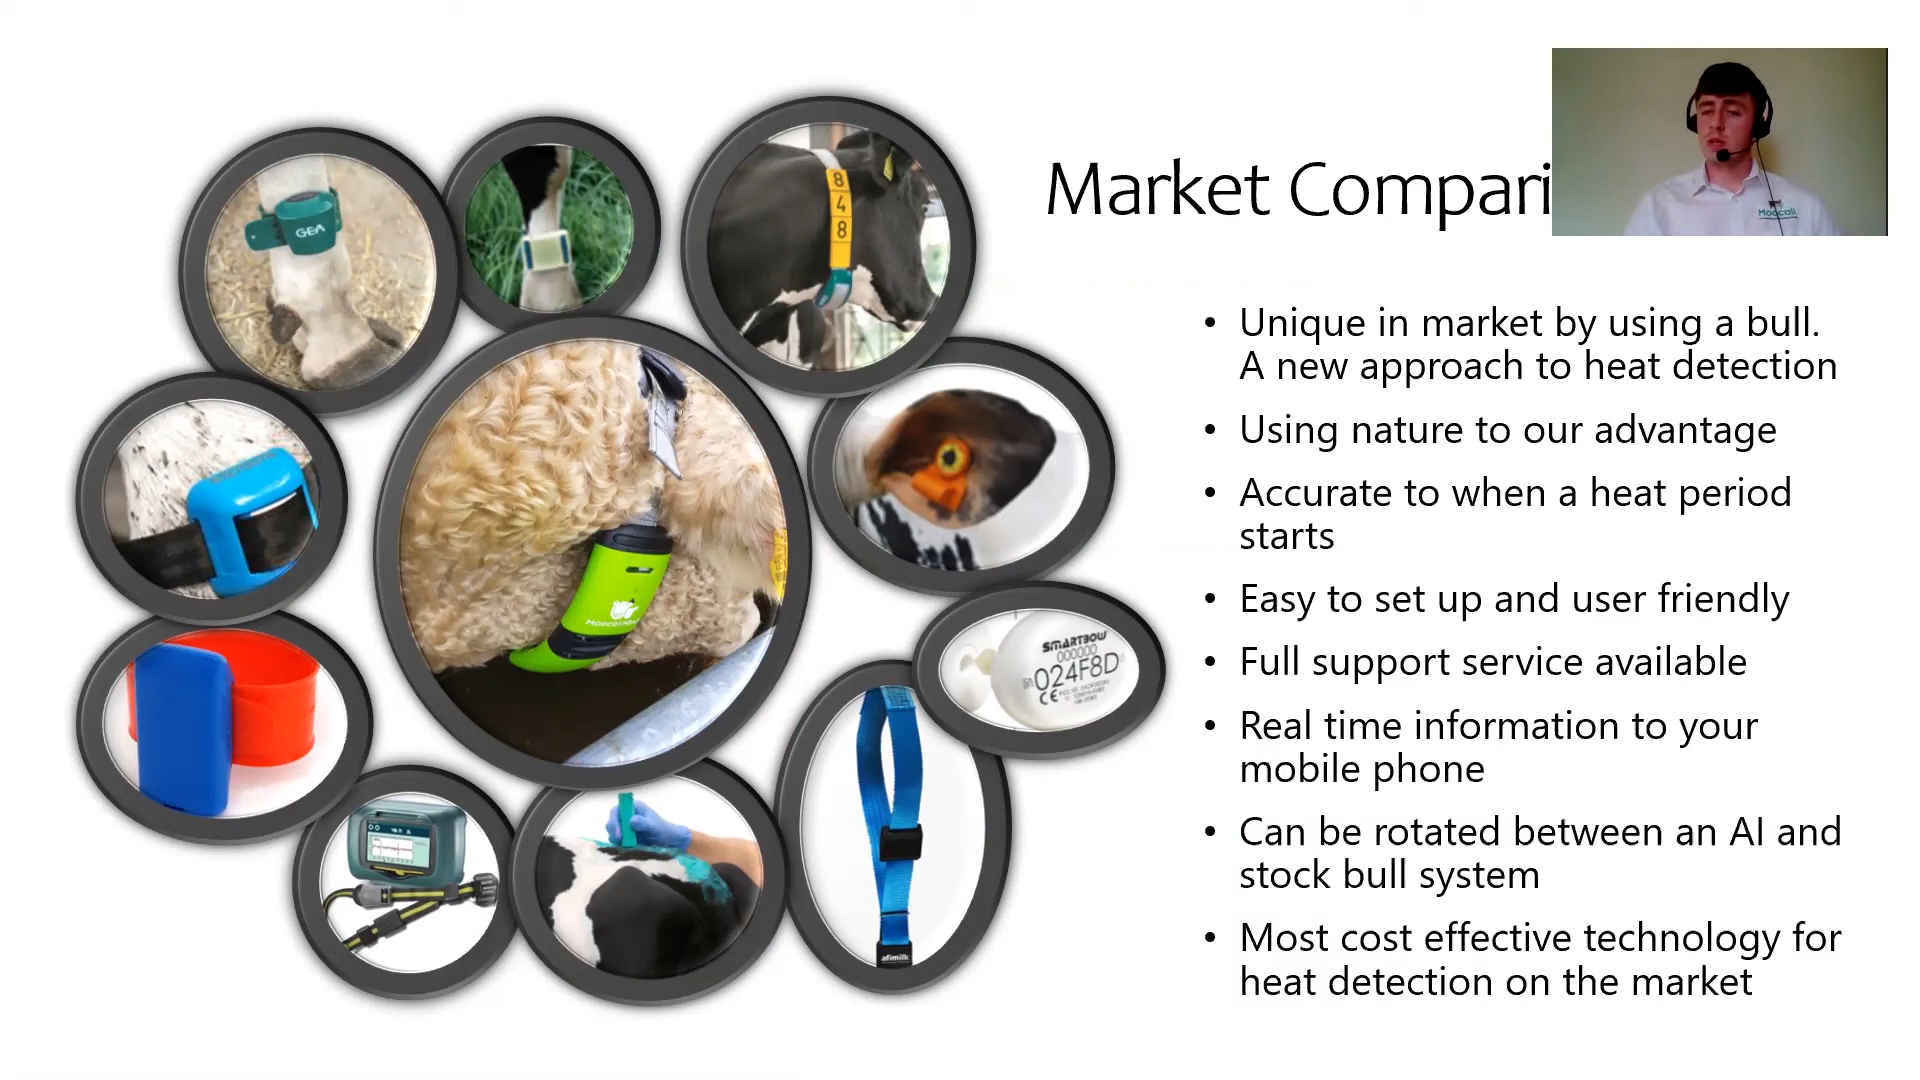 Market Compari
Moocall
GEA
8
4
8
Unique in market by using a bull.
A new approach to heat detection
Using nature to our advantage
Accurate to when a heat period
starts
Easy to set up and user friendly
Full support service available
Real time information to your
mobile phone
Can be rotated between an AI and
stock bull system
Most cost effective technology for
heat detection on the market
SMARTBOW
000000
024F8D
CE
afimilk